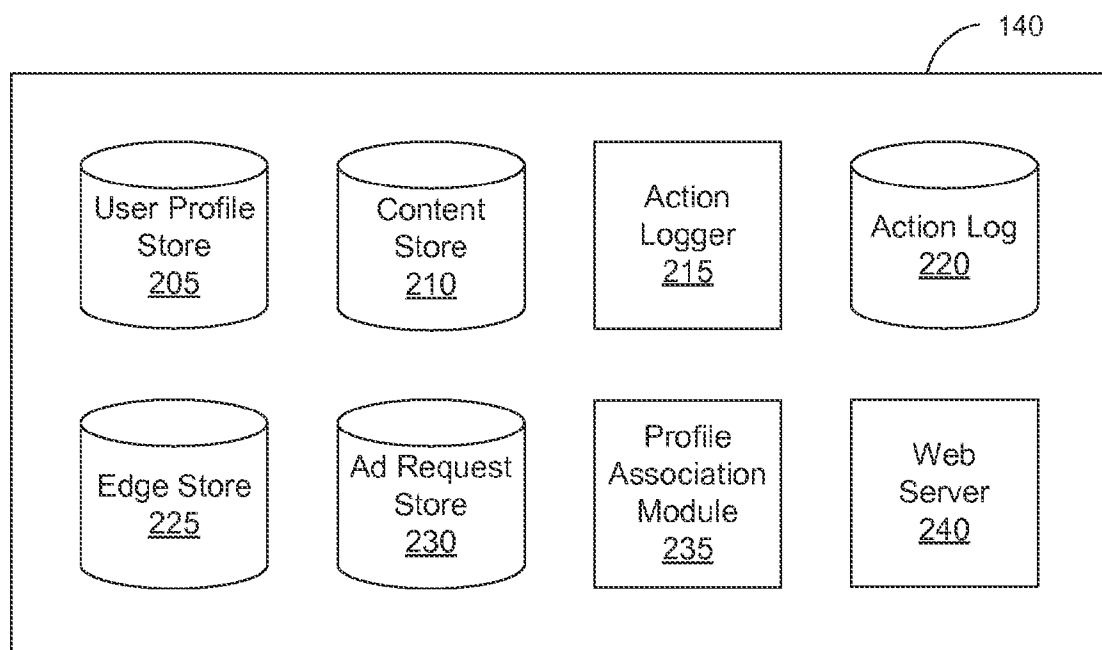 140
User Profile
Store
205
Content
Store
210
Action
Logger
215
Action Log
220
Edge Store
225
Ad Request
Store
230
Profile
Association
Module
235
Web
Server
240